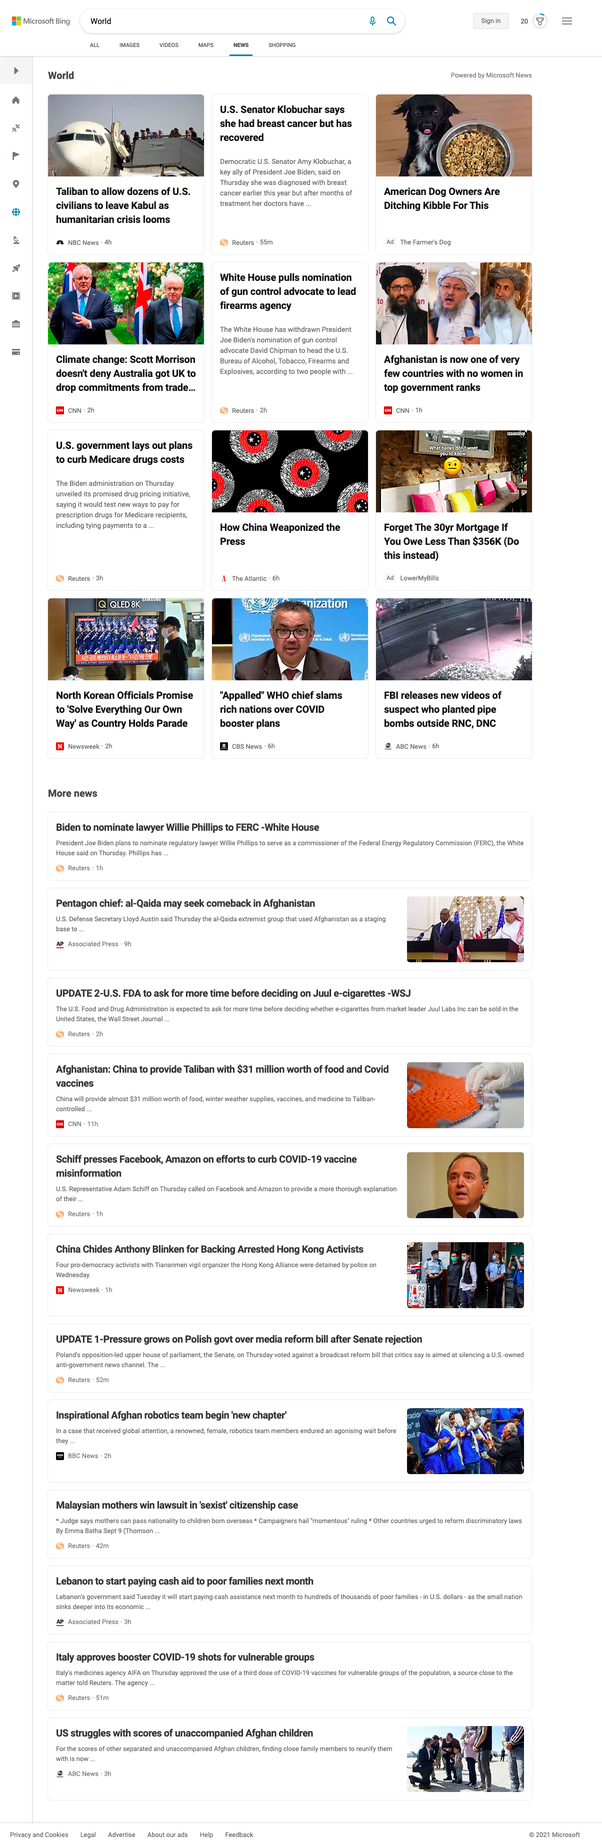 Microsoft Bing
World
Sign in
20
ALL
IMAGES
VIDEOS
MAPS
NEWS
SHOPPING
World
Powered by Microsoft News
Taliban to allow dozens of U.S.
civilians to leave Kabul as
humanitarian crisis looms
NBC News · 4h
U.S. Senator Klobuchar says
she had breast cancer but has
recovered
Democratic U.S. Senator Amy Klobuchar, a
key ally of President Joe Biden, said on
Thursday she was diagnosed with breast
cancer earlier this year but after months of
treatment her doctors have ...
Reuters · 55m
American Dog Owners Are
Ditching Kibble For This
Ad The Farmer's Dog
Climate change: Scott Morrison
doesn't deny Australia got UK to
drop commitments from trade...
CNN · 2h
White House pulls nomination
of gun control advocate to lead
firearms agency
The White House has withdrawn President
Joe Biden's nomination of gun control
advocate David Chipman to head the U.S.
Bureau of Alcohol, Tobacco, Firearms and
Explosives, according to two people with ...
Reuters · 2h
Afghanistan is now one of very
few countries with no women in
top government ranks
CNN · 1h
U.S. government lays out plans
to curb Medicare drugs costs
The Biden administration on Thursday
unveiled its promised drug pricing initiative,
saying it would test new ways to pay for
prescription drugs for Medicare recipients,
including tying payments to a ...
Reuters · 3h
How China Weaponized the
Press
The Atlantic · 6h
What banks don't want
you to know
Forget The 30yr Mortgage If
You Owe Less Than $356K (Do
this instead)
Ad LowerMyBills
SAMSUNG
QLED 8K
North Korean Officials Promise
to 'Solve Everything Our Own
Way' as Country Holds Parade
Newsweek · 2h
Organization
"Appalled" WHO chief slams
rich nations over COVID
booster plans
CBS News · 6h
FBI releases new videos of
suspect who planted pipe
bombs outside RNC, DNC
ABC News · 6h
More news
Biden to nominate lawyer Willie Phillips to FERC -White House
President Joe Biden plans to nominate regulatory lawyer Willie Phillips to serve as a commissioner of the Federal Energy Regulatory Commission (FERC), the White
House said on Thursday. Phillips has ...
Reuters · 1h
Pentagon chief: al-Qaida may seek comeback in Afghanistan
U.S. Defense Secretary Lloyd Austin said Thursday the al-Qaida extremist group that used Afghanistan as a staging
base to ...
AP Associated Press · 9h
UPDATE 2-U.S. FDA to ask for more time before deciding on Juul e-cigarettes -WSJ
The U.S. Food and Drug Administration is expected to ask for more time before deciding whether e-cigarettes from market leader Juul Labs Inc can be sold in the
United States, the Wall Street Journal ...
Reuters · 2h
Afghanistan: China to provide Taliban with $31 million worth of food and Covid
vaccines
China will provide almost $31 million worth of food, winter weather supplies, vaccines, and medicine to Taliban-
controlled ...
CNN · 11h
Schiff presses Facebook, Amazon on efforts to curb COVID-19 vaccine
misinformation
U.S. Representative Adam Schiff on Thursday called on Facebook and Amazon to provide a more thorough explanation
of their ...
Reuters · 1h
China Chides Anthony Blinken for Backing Arrested Hong Kong Activists
Four pro-democracy activists with Tiananmen vigil organizer the Hong Kong Alliance were detained by police on
Wednesday.
Newsweek · 1h
UPDATE 1-Pressure grows on Polish govt over media reform bill after Senate rejection
Poland's opposition-led upper house of parliament, the Senate, on Thursday voted against a broadcast reform bill that critics say is aimed at silencing a U.S.-owned
anti-government news channel. The ...
Reuters · 52m
Inspirational Afghan robotics team begin 'new chapter'
In a case that received global attention, a renowned, female, robotics team members endured an agonising wait before
they ...
BBC News · 2h
Malaysian mothers win lawsuit in 'sexist' citizenship case
* Judge says mothers can pass nationality to children born overseas * Campaigners hail "momentous" ruling * Other countries urged to reform discriminatory laws
By Emma Batha Sept 9 (Thomson ...
Reuters · 42m
Lebanon to start paying cash aid to poor families next month
Lebanon's government said Tuesday it will start paying cash assistance next month to hundreds of thousands of poor families - in U.S. dollars - as the small nation
sinks deeper into its economic ...
AP Associated Press · 3h
Italy approves booster COVID-19 shots for vulnerable groups
Italy's medicines agency AIFA on Thursday approved the use of a third dose of COVID-19 vaccines for vulnerable groups of the population, a source close to the
matter told Reuters. The agency ...
Reuters · 51m
US struggles with scores of unaccompanied Afghan children
For the scores of other separated and unaccompanied Afghan children, finding close family members to reunify them
with is now ...
ABC News · 3h
Privacy and Cookies
Legal
Advertise
About our ads
Help
Feedback
© 2021 Microsoft